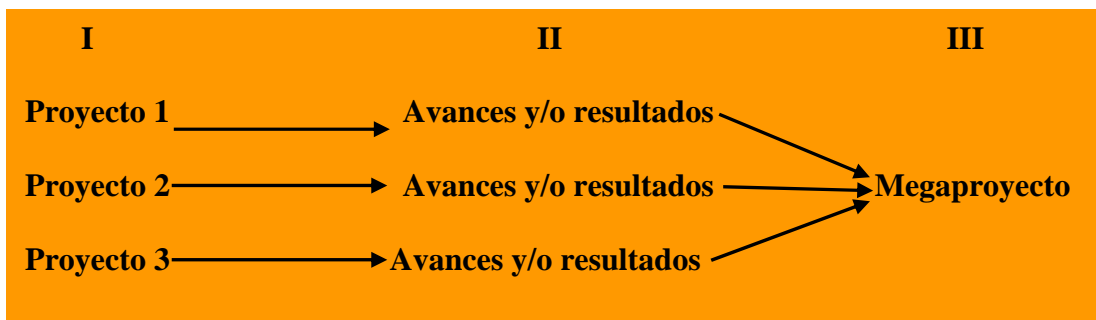 I II III
Proyecto 1 Avances y/o resultados
Proyecto 2 Avances y/o resultados Megaproyecto
Proyecto 3 Avances y/o resultados